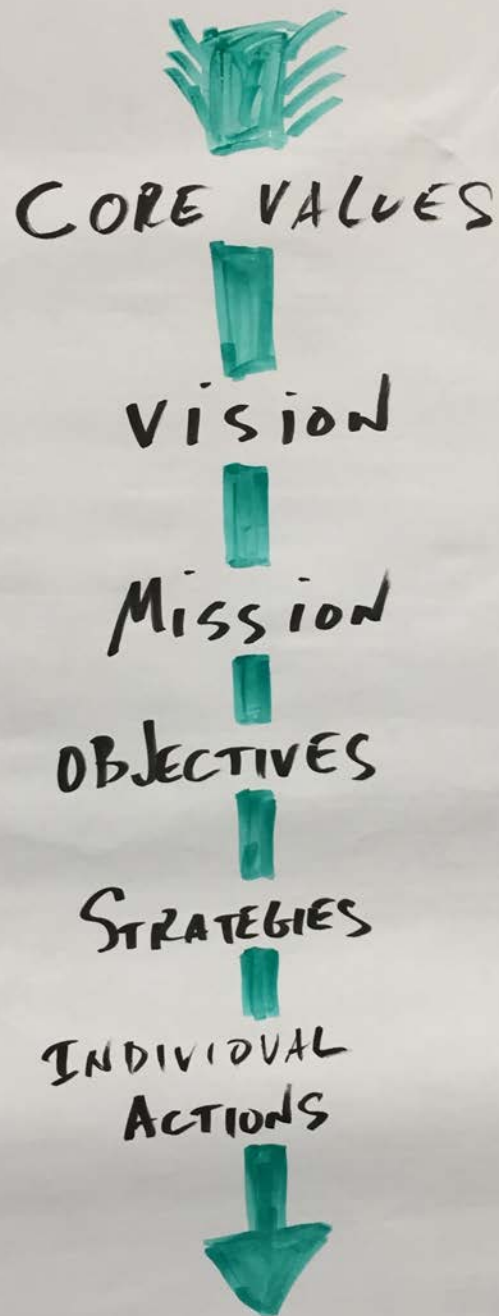 CORE VALUES
VisioN
MissioN
OBJECTIVES
STRATEGIES
INDIVIDUAL
ACTIONS